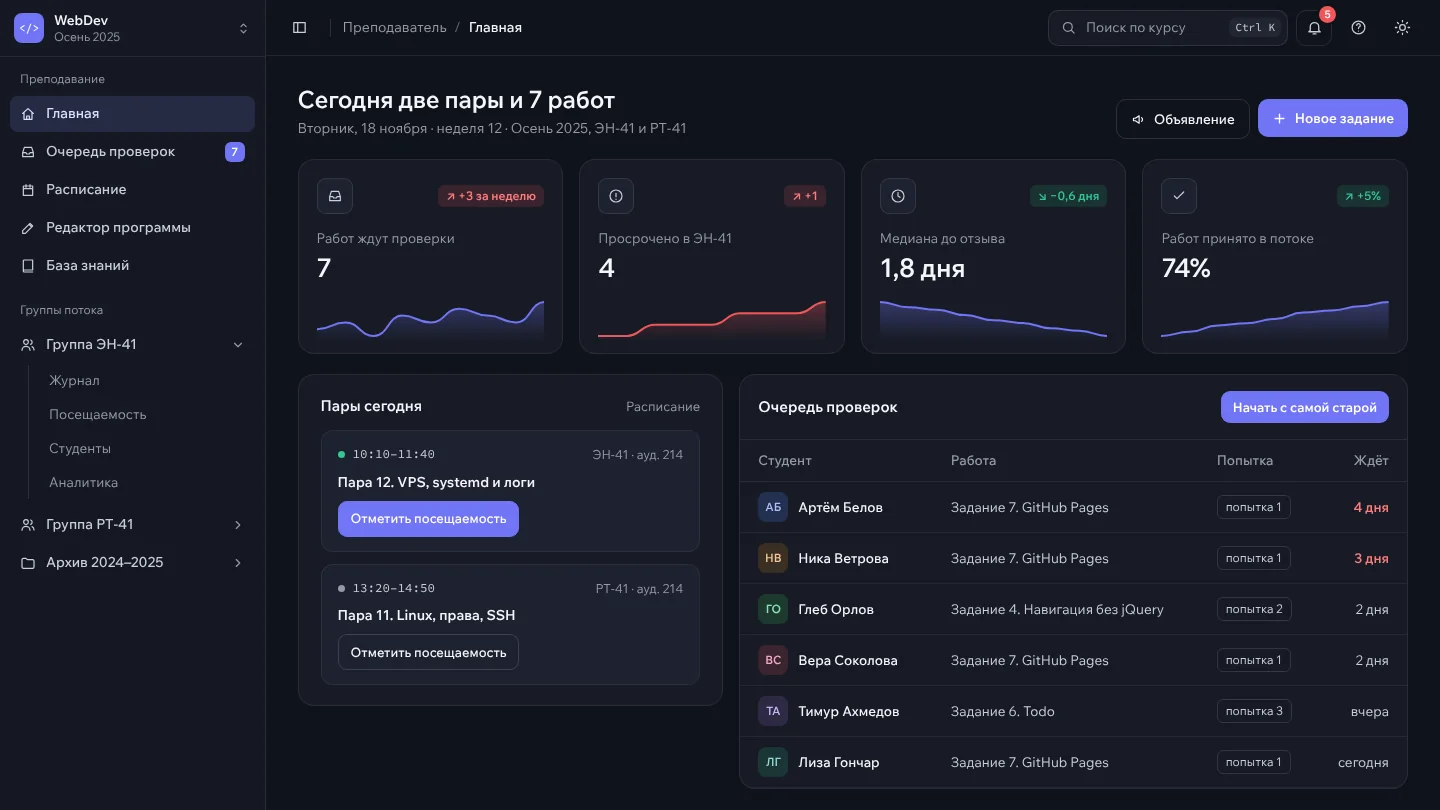 </>
WebDev
Осень 2025
Преподавание
Главная
Очередь проверок 7
Расписание
Редактор программы
База знаний
Группы потока
Группа ЭН-41
Журнал
Посещаемость
Студенты
Аналитика
Группа РТ-41
Архив 2024–2025
Преподаватель / Главная
Поиск по курсу Ctrl K
5
Сегодня две пары и 7 работ
Вторник, 18 ноября · неделя 12 · Осень 2025, ЭН-41 и РТ-41
Объявление
+ Новое задание
↗ +3 за неделю
Работ ждут проверки
7
↗ +1
Просрочено в ЭН-41
4
↘ −0,6 дня
Медиана до отзыва
1,8 дня
↗ +5%
Работ принято в потоке
74%
Пары сегодня Расписание
10:10–11:40 ЭН-41 · ауд. 214
Пара 12. VPS, systemd и логи
Отметить посещаемость
13:20–14:50 РТ-41 · ауд. 214
Пара 11. Linux, права, SSH
Отметить посещаемость
Очередь проверок Начать с самой старой
Студент Работа Попытка Ждёт
АБ Артём Белов Задание 7. GitHub Pages попытка 1 4 дня
НВ Ника Ветрова Задание 7. GitHub Pages попытка 1 3 дня
ГО Глеб Орлов Задание 4. Навигация без jQuery попытка 2 2 дня
ВС Вера Соколова Задание 7. GitHub Pages попытка 1 2 дня
ТА Тимур Ахмедов Задание 6. Todo попытка 3 вчера
ЛГ Лиза Гончар Задание 7. GitHub Pages попытка 1 сегодня